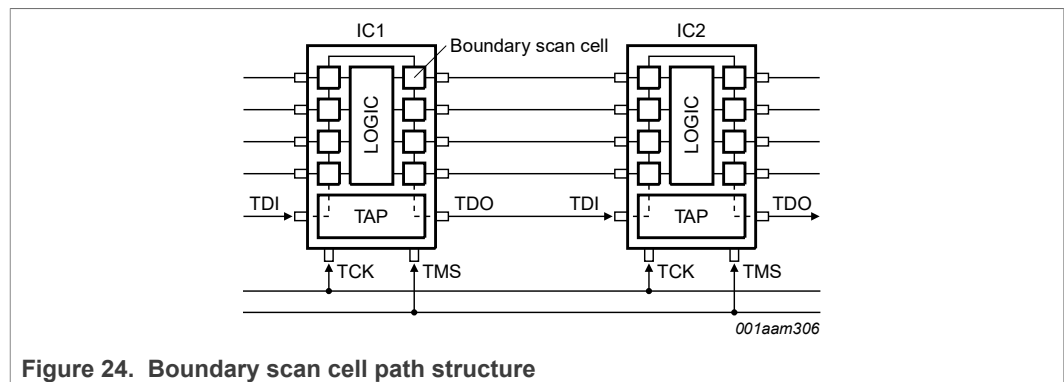 IC1 IC2
Boundary scan cell
LOGIC LOGIC
TDI TAP TDO TDI TAP TDO
TCK TMS TCK TMS
001aam306
Figure 24. Boundary scan cell path structure